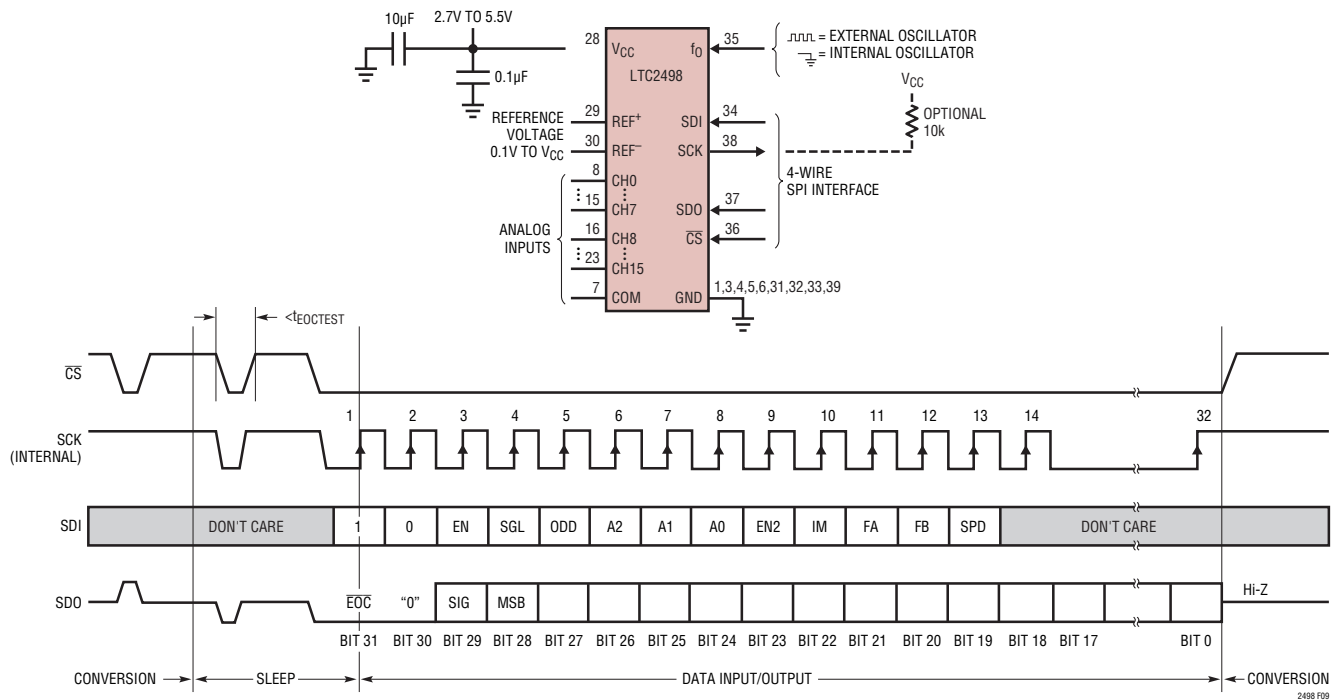 10µF
2.7V TO 5.5V
0.1µF
28
VCC
LTC2498
fO
35
= EXTERNAL OSCILLATOR
= INTERNAL OSCILLATOR
VCC
OPTIONAL
10k
REFERENCE
VOLTAGE
0.1V TO VCC
29
REF+
30
REF–
SDI
34
SCK
38
4-WIRE
SPI INTERFACE
ANALOG
INPUTS
8
CH0
15
CH7
16
CH8
23
CH15
7
COM
SDO
37
CS
36
GND
1,3,4,5,6,31,32,33,39
<tEOCTEST
CS
1 2 3 4 5 6 7 8 9 10 11 12 13 14 32
SCK
(INTERNAL)
SDI DON'T CARE 1 0 EN SGL ODD A2 A1 A0 EN2 IM FA FB SPD DON'T CARE
SDO EOC “0” SIG MSB Hi-Z
BIT 31 BIT 30 BIT 29 BIT 28 BIT 27 BIT 26 BIT 25 BIT 24 BIT 23 BIT 22 BIT 21 BIT 20 BIT 19 BIT 18 BIT 17 BIT 0
CONVERSION SLEEP DATA INPUT/OUTPUT CONVERSION
2498 F09